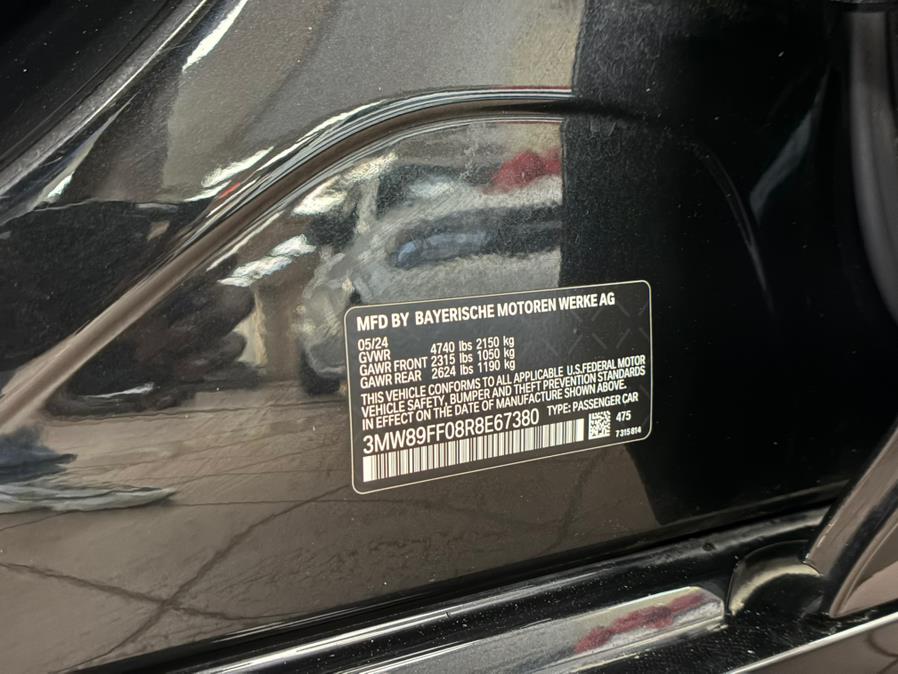 MFD BY BAYERISCHE MOTOREN WERKE AG
05/24
GVWR 4740 lbs 2150 kg
GAWR FRONT 2315 lbs 1050 kg
GAWR REAR 2624 lbs 1190 kg
THIS VEHICLE CONFORMS TO ALL APPLICABLE U.S. FEDERAL MOTOR
VEHICLE SAFETY, BUMPER AND THEFT PREVENTION STANDARDS
IN EFFECT ON THE DATE OF MANUFACTURE SHOWN ABOVE.
3MW89FF08R8E67380 TYPE: PASSENGER CAR
475
7315814